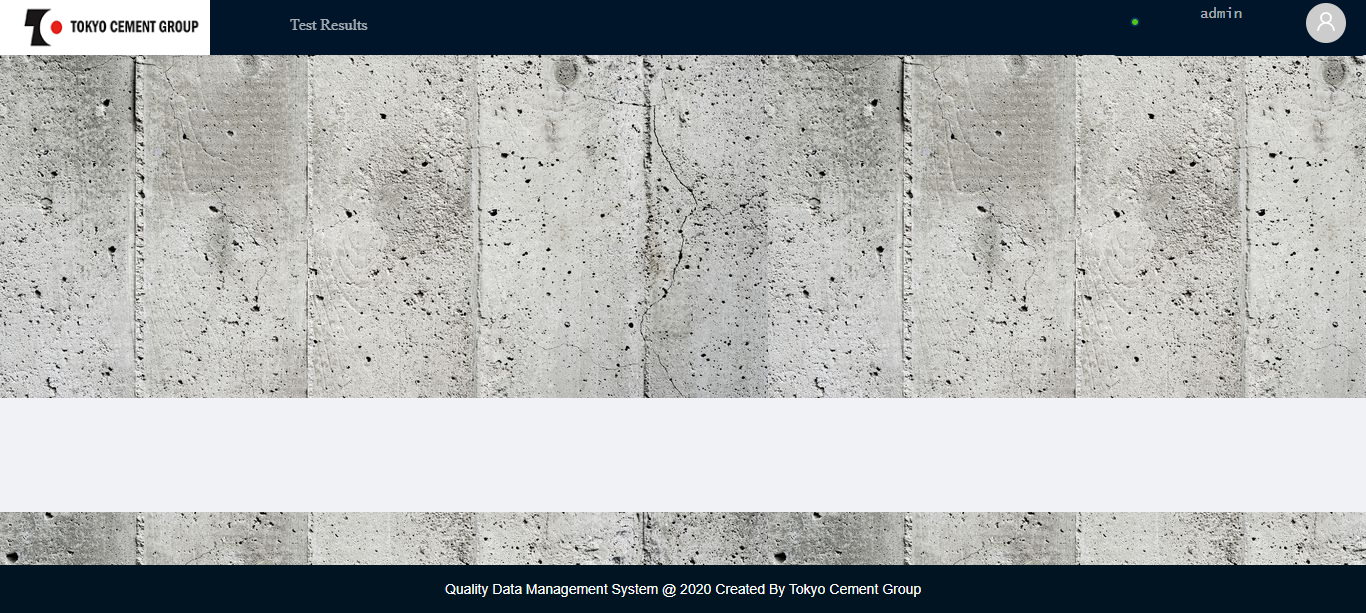 TOKYO CEMENT GROUP
Test Results
admin
Quality Data Management System @ 2020 Created By Tokyo Cement Group